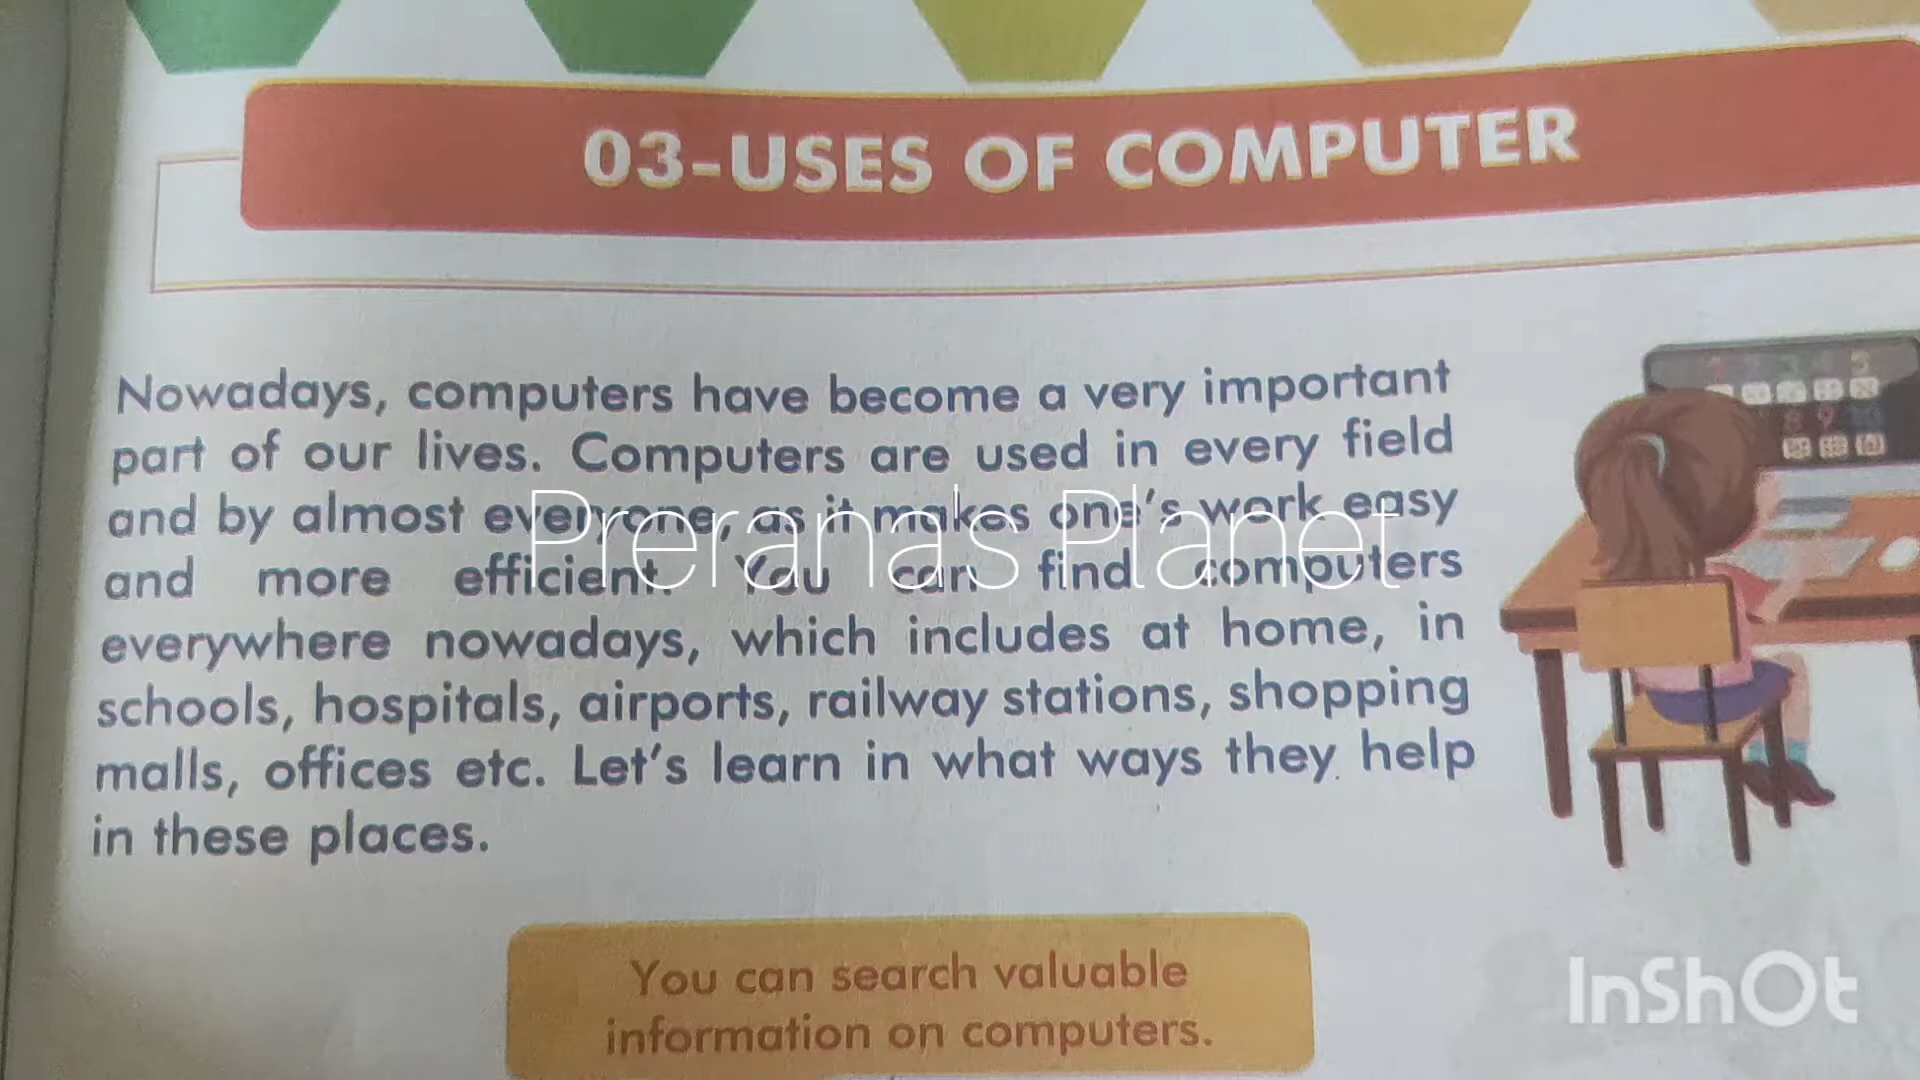 03-USES OF COMPUTER
Nowadays, computers have become a very important
part of our lives. Computers are used in every field
and by almost everyone, as it makes one's work easy
and more efficient. You can find computers
everywhere nowadays, which includes at home, in
schools, hospitals, airports, railway stations, shopping
malls, offices etc. Let's learn in what ways they help
in these places.
Prerana's Planet
You can search valuable
information on computers.
InShOt